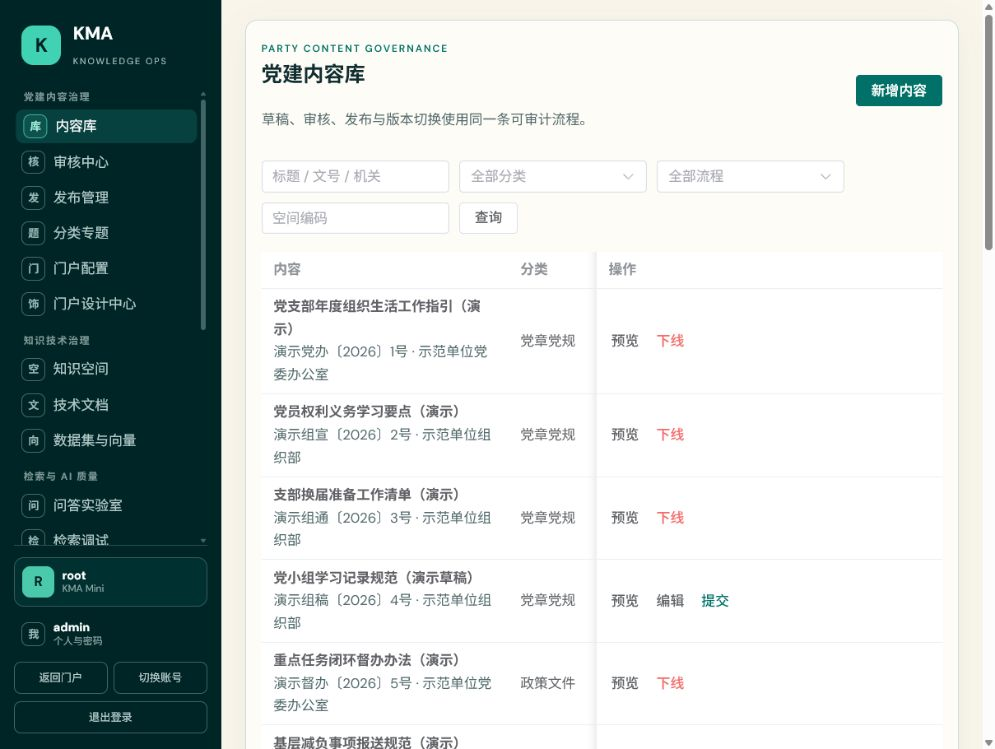 K
KMA
KNOWLEDGE OPS
党建内容治理
库 内容库
核 审核中心
发 发布管理
题 分类专题
门 门户配置
饰 门户设计中心
知识技术治理
空 知识空间
文 技术文档
向 数据集与向量
检索与 AI 质量
问 问答实验室
检 检索调试
R
root
KMA Mini
我
admin
个人与密码
返回门户 切换账号
退出登录
PARTY CONTENT GOVERNANCE
党建内容库
新增内容
草稿、审核、发布与版本切换使用同一条可审计流程。
标题 / 文号 / 机关 全部分类 全部流程
空间编码 查询
内容 分类 操作
党支部年度组织生活工作指引（演
示）
演示党办〔2026〕1号 · 示范单位党
委办公室
党章党规 预览 下线
党员权利义务学习要点（演示）
演示组宣〔2026〕2号 · 示范单位组
织部
党章党规 预览 下线
支部换届准备工作清单（演示）
演示组通〔2026〕3号 · 示范单位组
织部
党章党规 预览 下线
党小组学习记录规范（演示草稿）
演示组稿〔2026〕4号 · 示范单位组
织部
党章党规 预览 编辑 提交
重点任务闭环督办办法（演示）
演示督办〔2026〕5号 · 示范单位党
委办公室
政策文件 预览 下线
基层减负事项报送规范（演示）